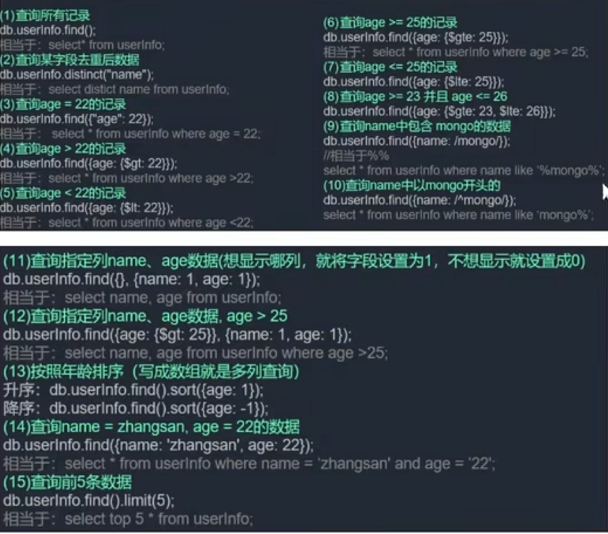 (1)查询所有记录
db.userInfo.find();
相当于：select* from userInfo;
(2)查询某字段去重后数据
db.userInfo.distinct("name");
相当于：select distict name from userInfo;
(3)查询age = 22的记录
db.userInfo.find({"age": 22});
相当于： select * from userInfo where age = 22;
(4)查询age > 22的记录
db.userInfo.find({age: {$gt: 22}});
相当于：select * from userInfo where age >22;
(5)查询age < 22的记录
db.userInfo.find({age: {$lt: 22}});
相当于：select * from userInfo where age <22;
(6)查询age >= 25的记录
db.userInfo.find({age: {$gte: 25}});
相当于：select * from userInfo where age >= 25;
(7)查询age <= 25的记录
db.userInfo.find({age: {$lte: 25}});
(8)查询age >= 23 并且 age <= 26
db.userInfo.find({age: {$gte: 23, $lte: 26}});
(9)查询name中包含 mongo的数据
db.userInfo.find({name: /mongo/});
//相当于%%
select * from userInfo where name like '%mongo%';
(10)查询name中以mongo开头的
db.userInfo.find({name: /^mongo/});
select * from userInfo where name like 'mongo%';
(11)查询指定列name、age数据(想显示哪列，就将字段设置为1，不想显示就设置成0)
db.userInfo.find({}, {name: 1, age: 1});
相当于：select name, age from userInfo;
(12)查询指定列name、age数据, age > 25
db.userInfo.find({age: {$gt: 25}}, {name: 1, age: 1});
相当于：select name, age from userInfo where age >25;
(13)按照年龄排序（写成数组就是多列查询）
升序：db.userInfo.find().sort({age: 1});
降序：db.userInfo.find().sort({age: -1});
(14)查询name = zhangsan, age = 22的数据
db.userInfo.find({name: 'zhangsan', age: 22});
相当于：select * from userInfo where name = 'zhangsan' and age = '22';
(15)查询前5条数据
db.userInfo.find().limit(5);
相当于：select top 5 * from userInfo;